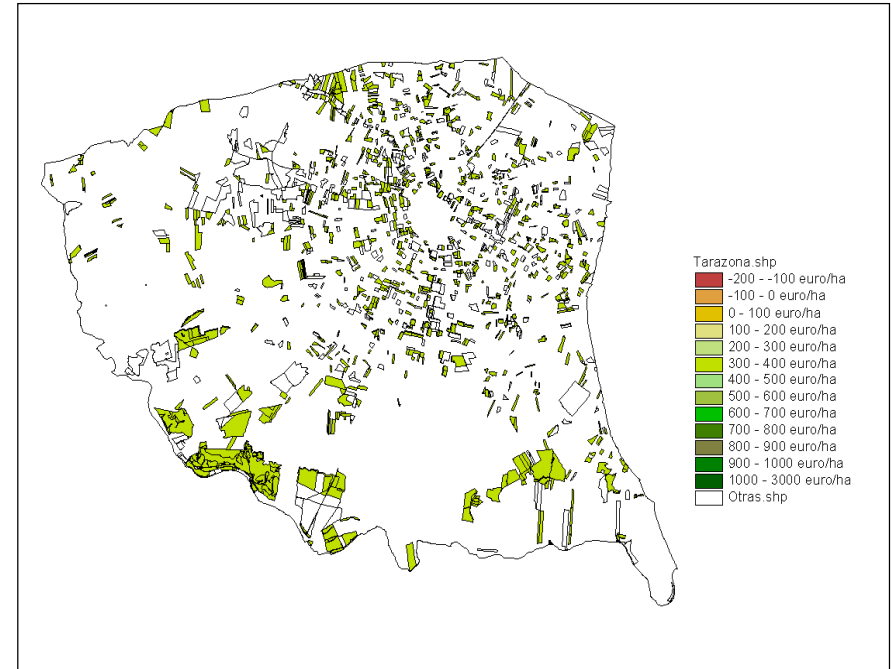 Tarazona.shp
-200 - -100 euro/ha
-100 - 0 euro/ha
0 - 100 euro/ha
100 - 200 euro/ha
200 - 300 euro/ha
300 - 400 euro/ha
400 - 500 euro/ha
500 - 600 euro/ha
600 - 700 euro/ha
700 - 800 euro/ha
800 - 900 euro/ha
900 - 1000 euro/ha
1000 - 3000 euro/ha
Otras.shp